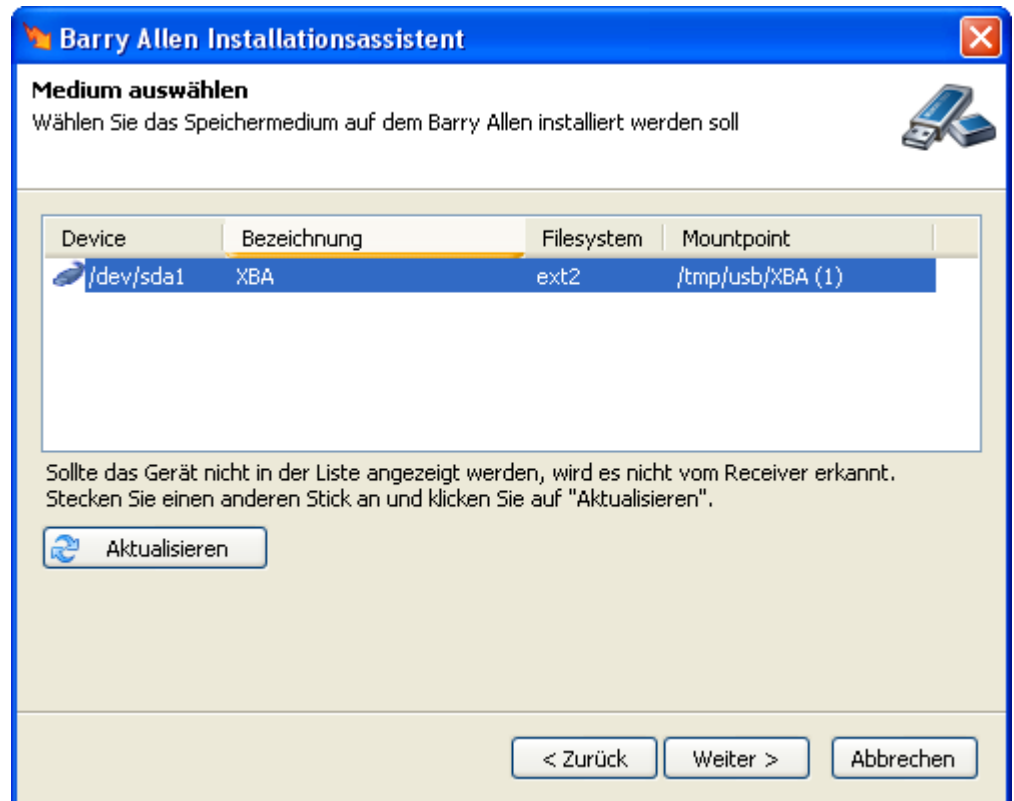 Barry Allen Installationsassistent
Medium auswählen
Wählen Sie das Speichermedium auf dem Barry Allen installiert werden soll
Device Bezeichnung Filesystem Mountpoint
/dev/sda1 XBA ext2 /tmp/usb/XBA (1)
Sollte das Gerät nicht in der Liste angezeigt werden, wird es nicht vom Receiver erkannt.
Stecken Sie einen anderen Stick an und klicken Sie auf "Aktualisieren".
Aktualisieren
< Zurück Weiter > Abbrechen